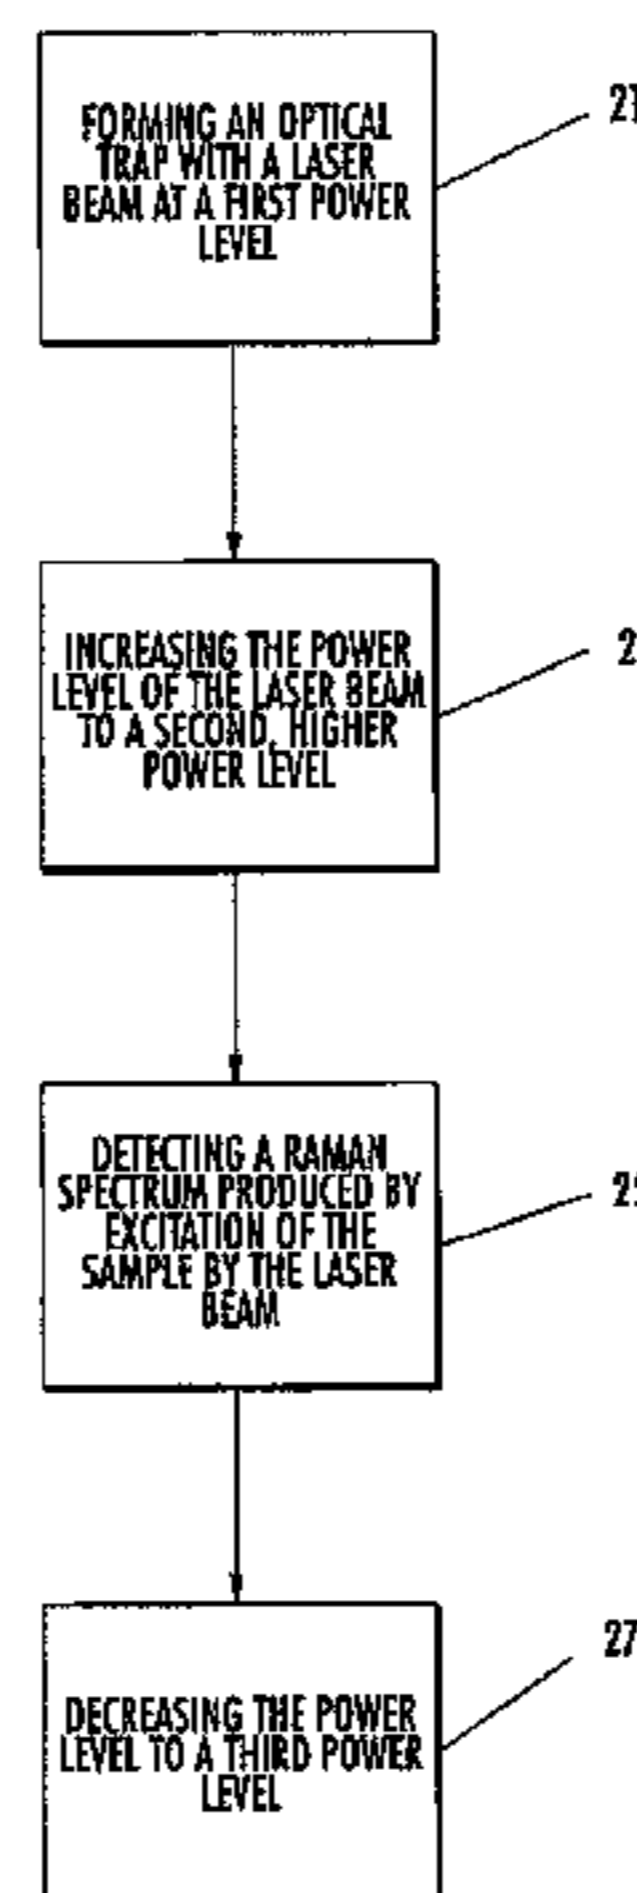 FORMING AN OPTICAL
TRAP WITH A LASER
BEAM AT A FIRST POWER
LEVEL
21
INCREASING THE POWER
LEVEL OF THE LASER BEAM
TO A SECOND, HIGHER
POWER LEVEL
DETECTING A RAMAN
SPECTRUM PRODUCED BY
EXCITATION OF THE
SAMPLE BY THE LASER
BEAM
DECREASING THE POWER
LEVEL TO A THIRD POWER
LEVEL
27